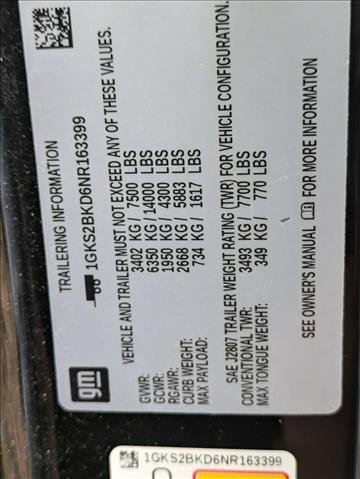 TRAILERING INFORMATION
1GKS2BKD6NR163399
VEHICLE AND TRAILER MUST NOT EXCEED ANY OF THESE VALUES.
GVWR: 3402 KG / 7500 LBS
GCWR: 6350 KG / 14000 LBS
RGAWR: 1950 KG / 4300 LBS
CURB WEIGHT: 2668 KG / 5883 LBS
MAX PAYLOAD: 734 KG / 1617 LBS
SAE J2807 TRAILER WEIGHT RATING (TWR) FOR VEHICLE CONFIGURATION.
CONVENTIONAL TWR: 3493 KG / 7700 LBS
MAX TONGUE WEIGHT: 349 KG / 770 LBS
SEE OWNER'S MANUAL FOR MORE INFORMATION
gm
1GKS2BKD6NR163399